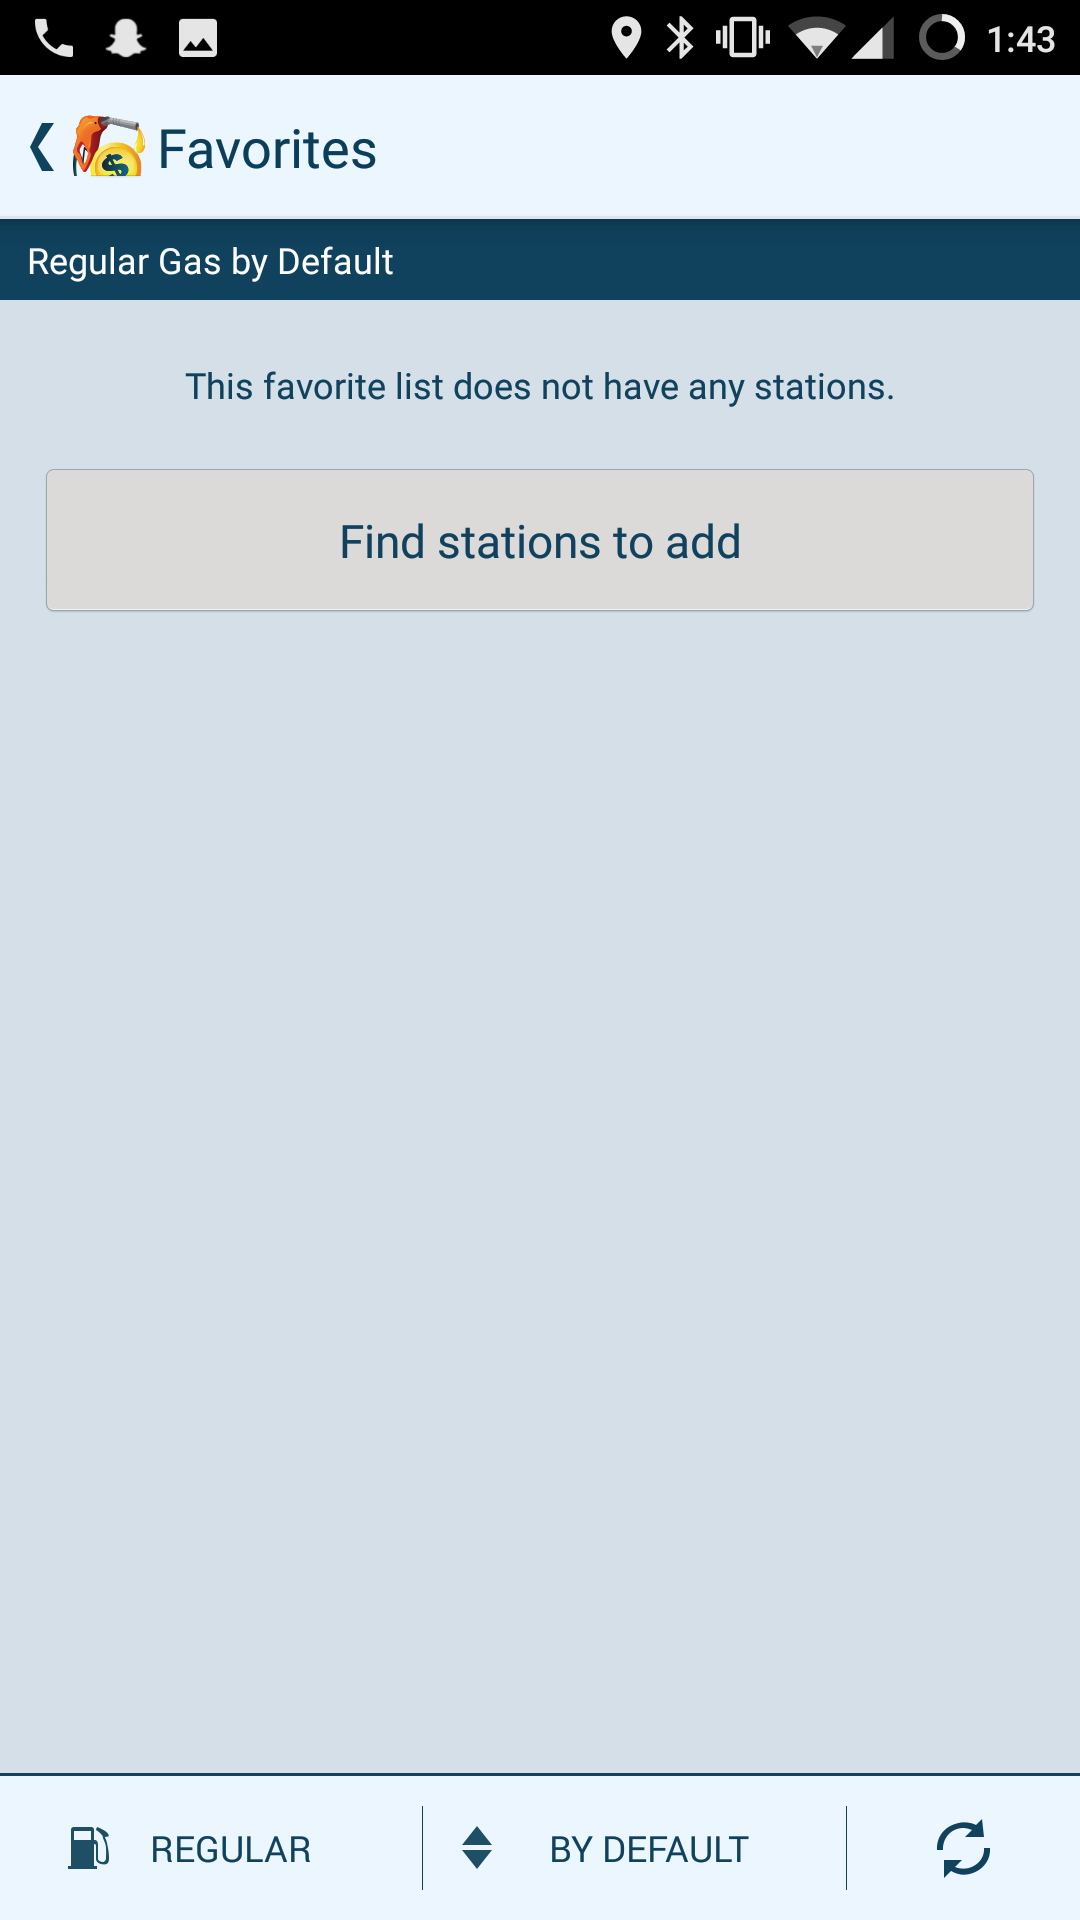 1:43
Favorites
Regular Gas by Default
This favorite list does not have any stations.
Find stations to add
REGULAR
BY DEFAULT